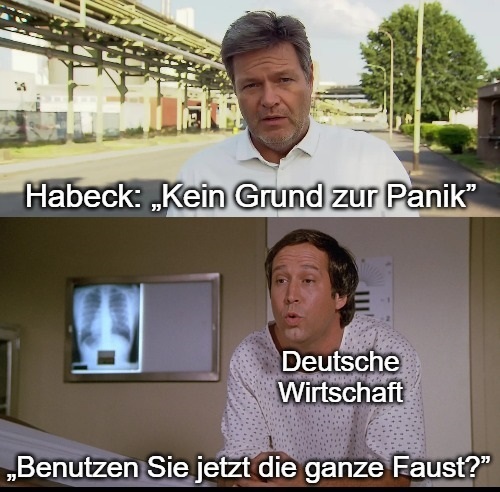 Habeck: „Kein Grund zur Panik”
Deutsche
Wirtschaft
„Benutzen Sie jetzt die ganze Faust?”